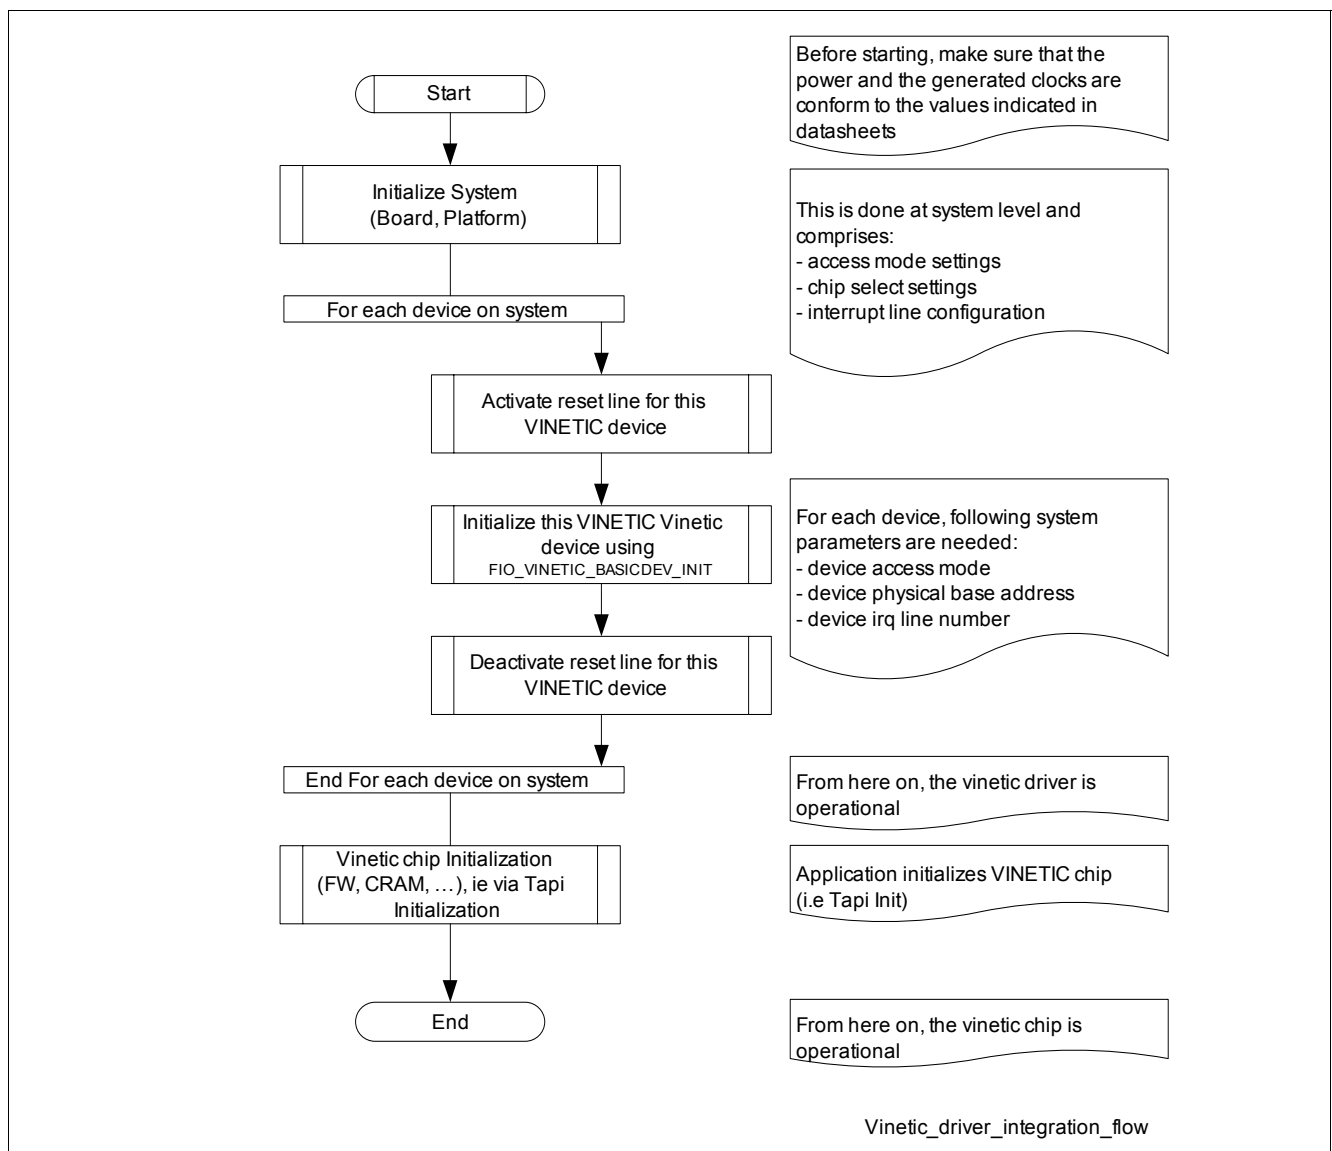 Start
Before starting, make sure that the
power and the generated clocks are
conform to the values indicated in
datasheets
Initialize System
(Board, Platform)
This is done at system level and
comprises:
- access mode settings
- chip select settings
- interrupt line configuration
For each device on system
Activate reset line for this
VINETIC device
Initialize this VINETIC Vinetic
device using
FIO_VINETIC_BASICDEV_INIT
For each device, following system
parameters are needed:
- device access mode
- device physical base address
- device irq line number
Deactivate reset line for this
VINETIC device
End For each device on system
From here on, the vinetic driver is
operational
Vinetic chip Initialization
(FW, CRAM, …), ie via Tapi
Initialization
Application initializes VINETIC chip
(i.e Tapi Init)
End
From here on, the vinetic chip is
operational
Vinetic_driver_integration_flow